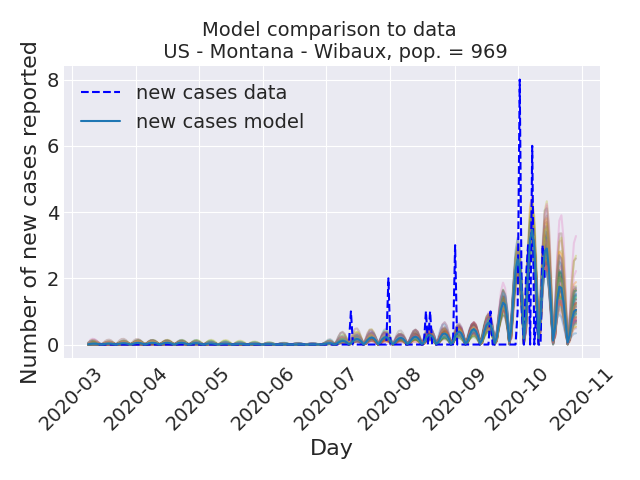 Model comparison to data
US - Montana - Wibaux, pop. = 969
Number of new cases reported
8
6
4
2
0
new cases data
new cases model
2020-03
2020-04
2020-05
2020-06
2020-07
2020-08
2020-09
2020-10
2020-11
Day